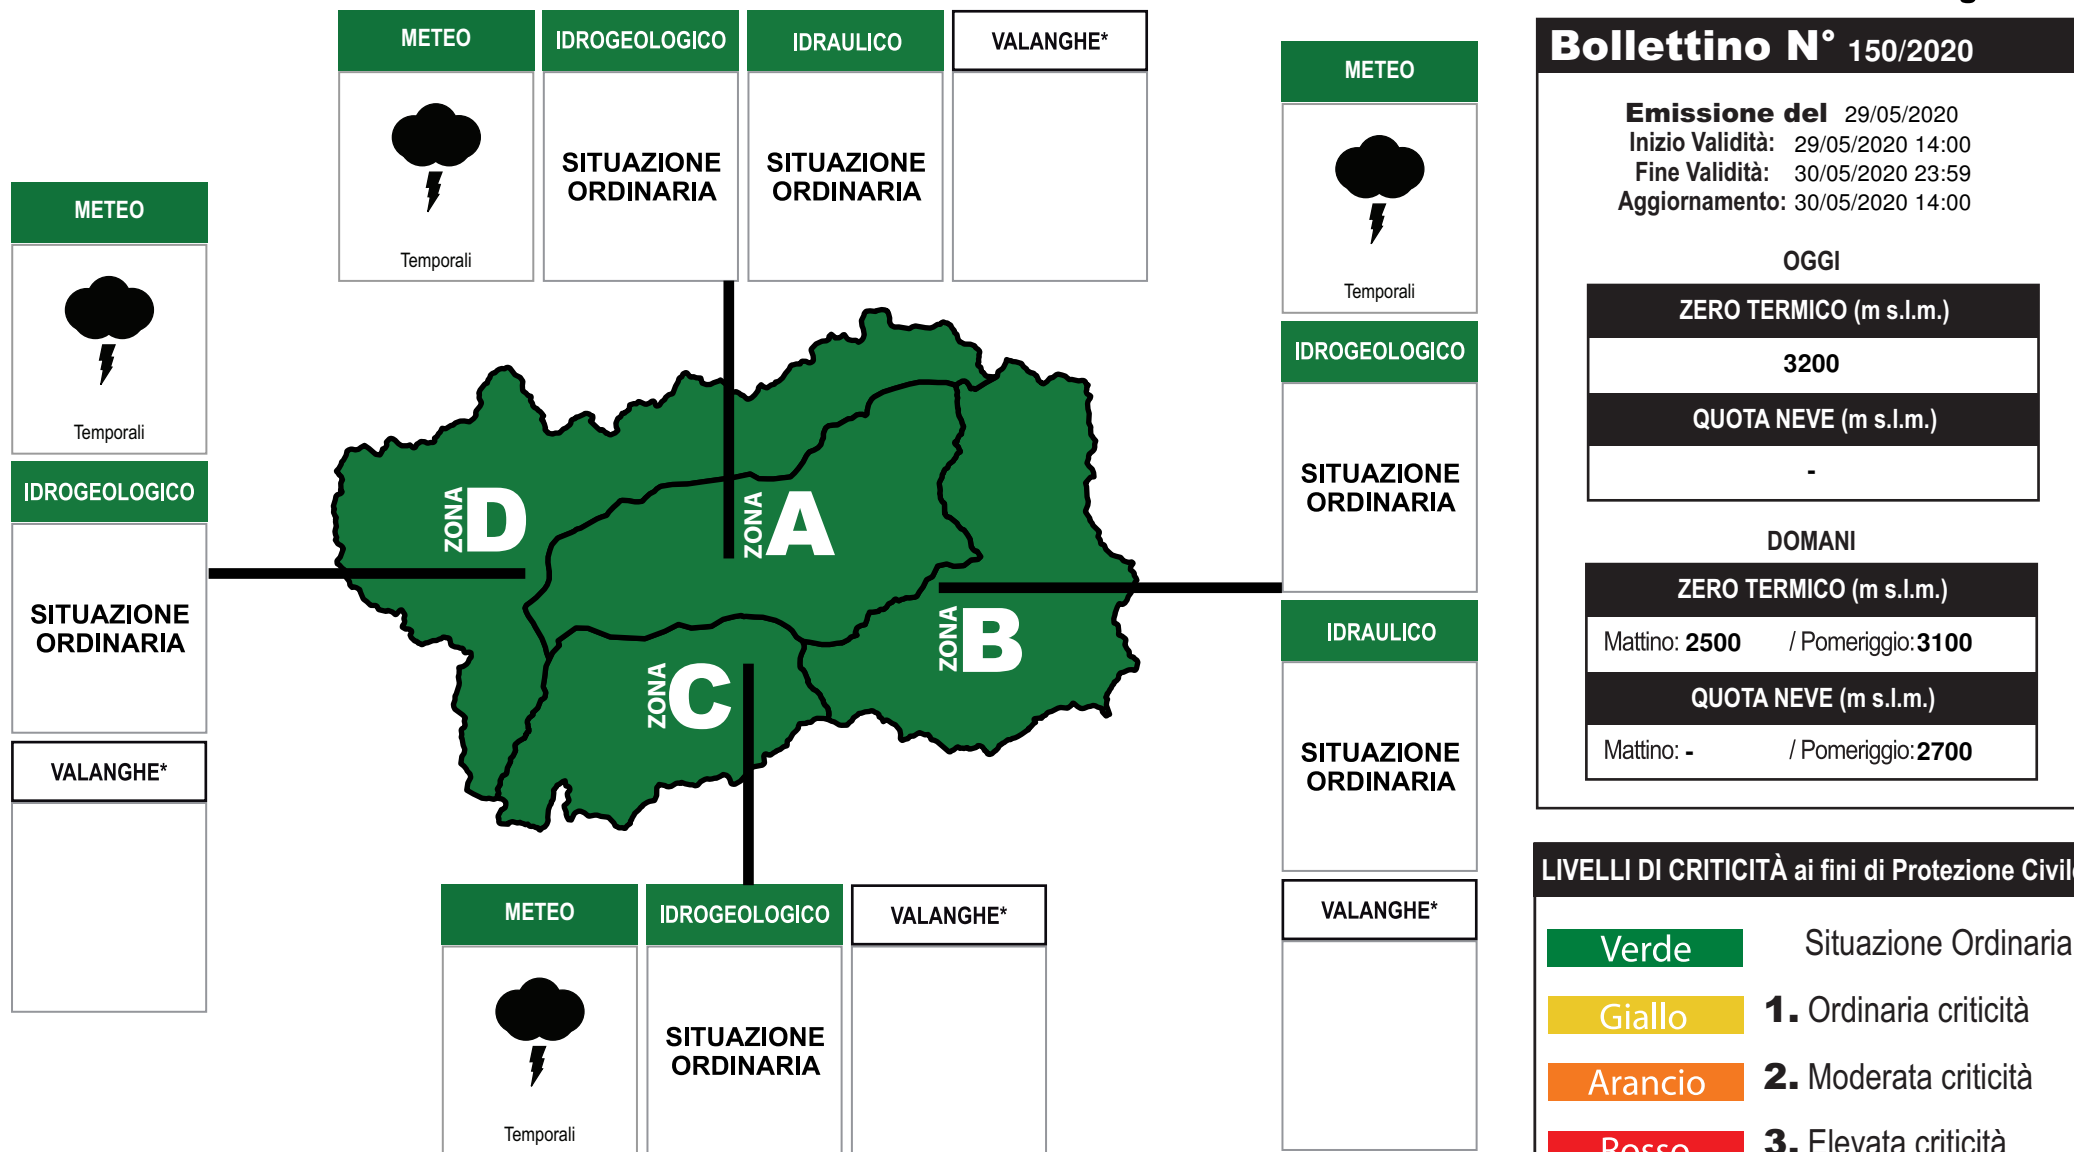 METEO
IDROGEOLOGICO
IDRAULICO
VALANGHE*
Temporali
SITUAZIONE
ORDINARIA
SITUAZIONE
ORDINARIA
METEO
Temporali
IDROGEOLOGICO
SITUAZIONE
ORDINARIA
VALANGHE*
ZONA D
ZONA A
ZONA B
ZONA C
METEO
Temporali
IDROGEOLOGICO
SITUAZIONE
ORDINARIA
IDRAULICO
SITUAZIONE
ORDINARIA
VALANGHE*
METEO
IDROGEOLOGICO
VALANGHE*
Temporali
SITUAZIONE
ORDINARIA
Bollettino N° 150/2020
Emissione del 29/05/2020
Inizio Validità: 29/05/2020 14:00
Fine Validità: 30/05/2020 23:59
Aggiornamento: 30/05/2020 14:00
OGGI
ZERO TERMICO (m s.l.m.)
3200
QUOTA NEVE (m s.l.m.)
-
DOMANI
ZERO TERMICO (m s.l.m.)
Mattino: 2500 / Pomeriggio: 3100
QUOTA NEVE (m s.l.m.)
Mattino: - / Pomeriggio: 2700
LIVELLI DI CRITICITÀ ai fini di Protezione Civile
Verde Situazione Ordinaria
Giallo 1. Ordinaria criticità
Arancio 2. Moderata criticità
Rosso 3. Elevata criticità